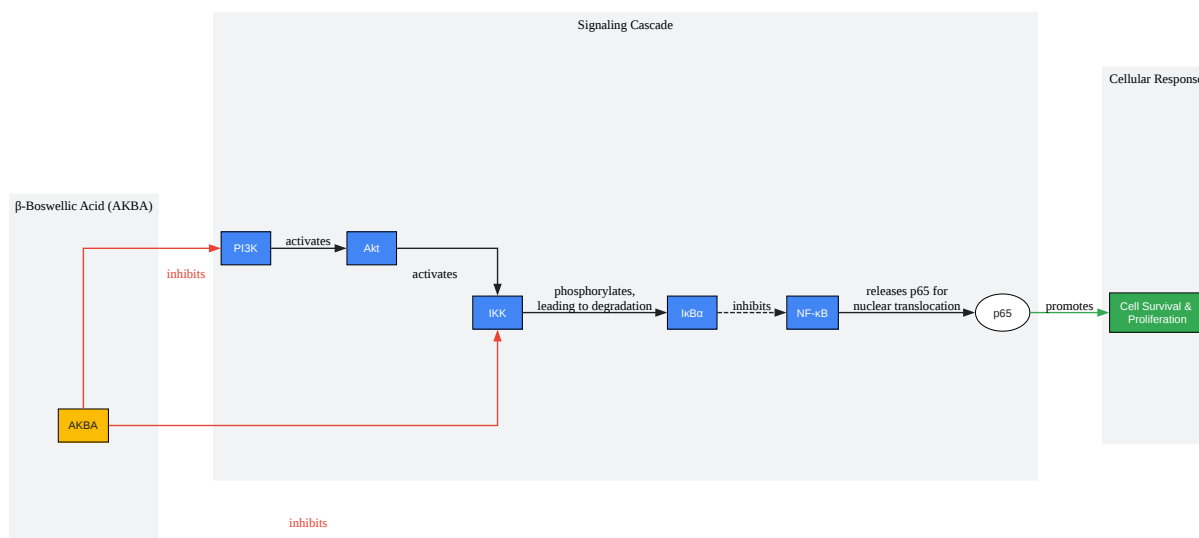 Signaling Cascade
Cellular Response
β-Boswellic Acid (AKBA)
PI3K
activates
Akt
inhibits
activates
phosphorylates,
leading to degradation
releases p65 for
nuclear translocation
IKK
IκBα
inhibits
NF-κB
p65
promotes
Cell Survival &
Proliferation
AKBA
inhibits